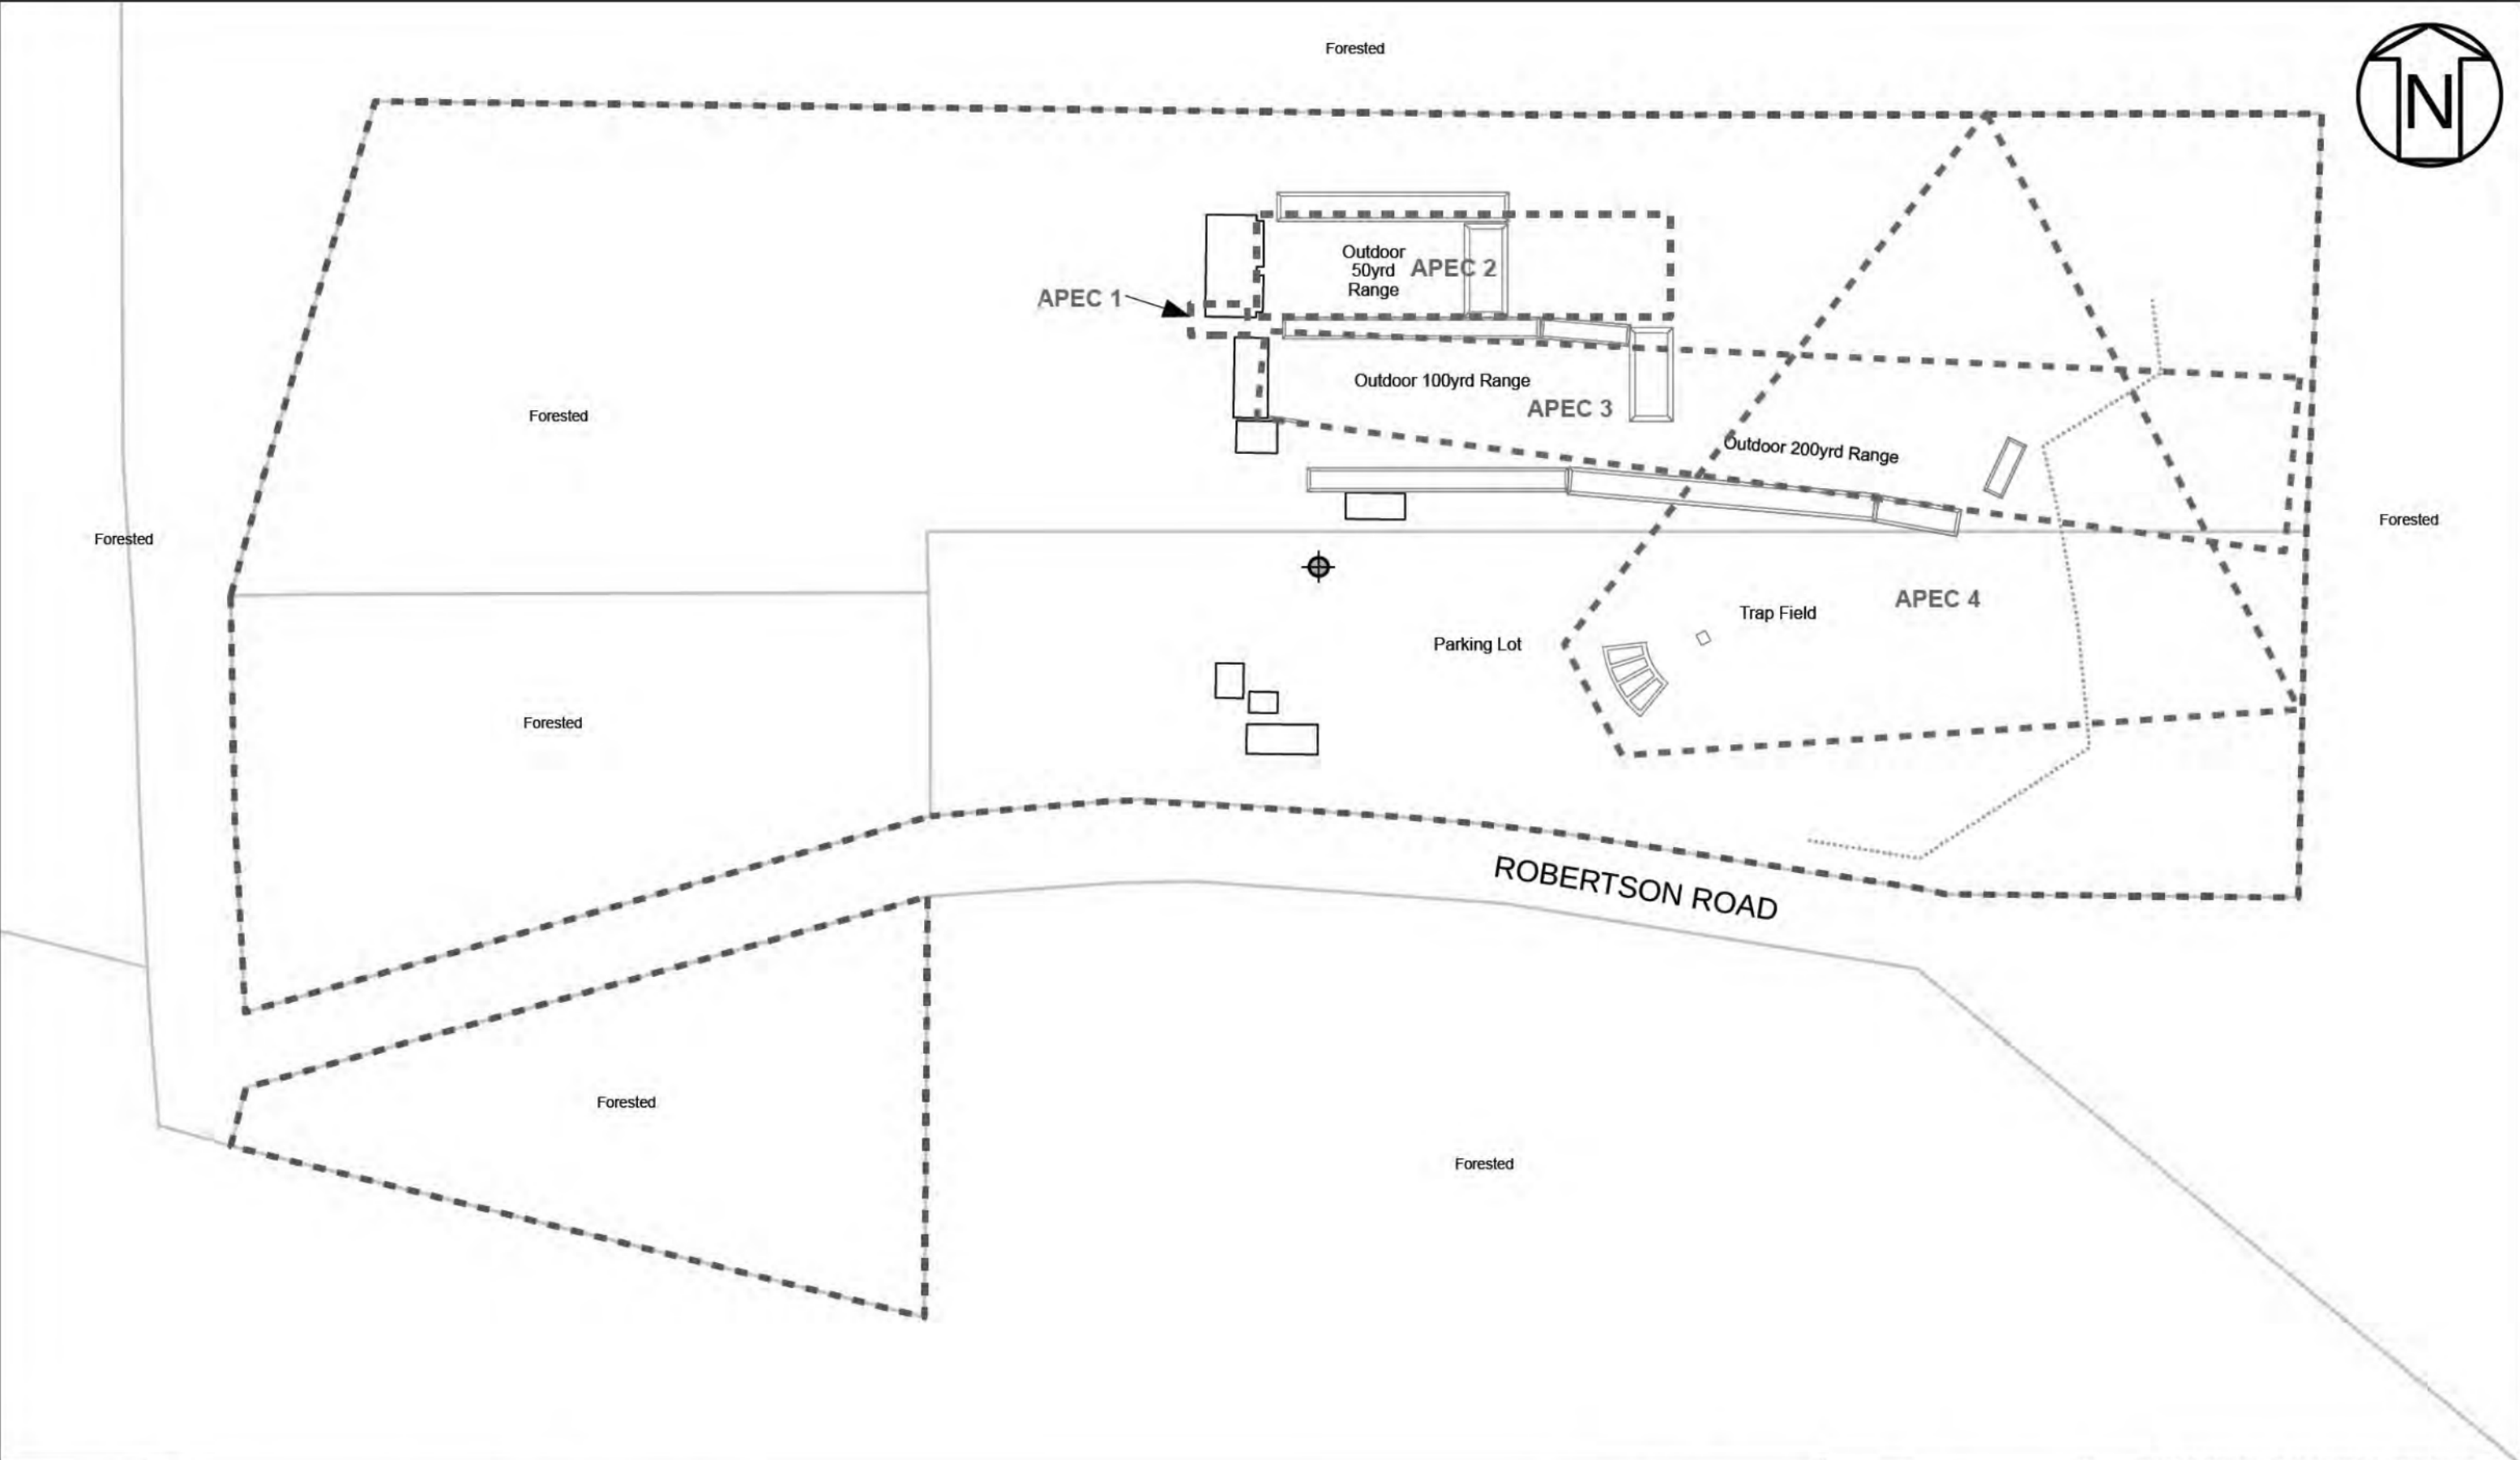 Forested
N
Outdoor
50yrd
Range
APEC 2
APEC 1
Outdoor 100yrd Range
APEC 3
Forested
Outdoor 200yrd Range
Forested
Forested
APEC 4
Trap Field
Parking Lot
Forested
ROBERTSON ROAD
Forested
Forested